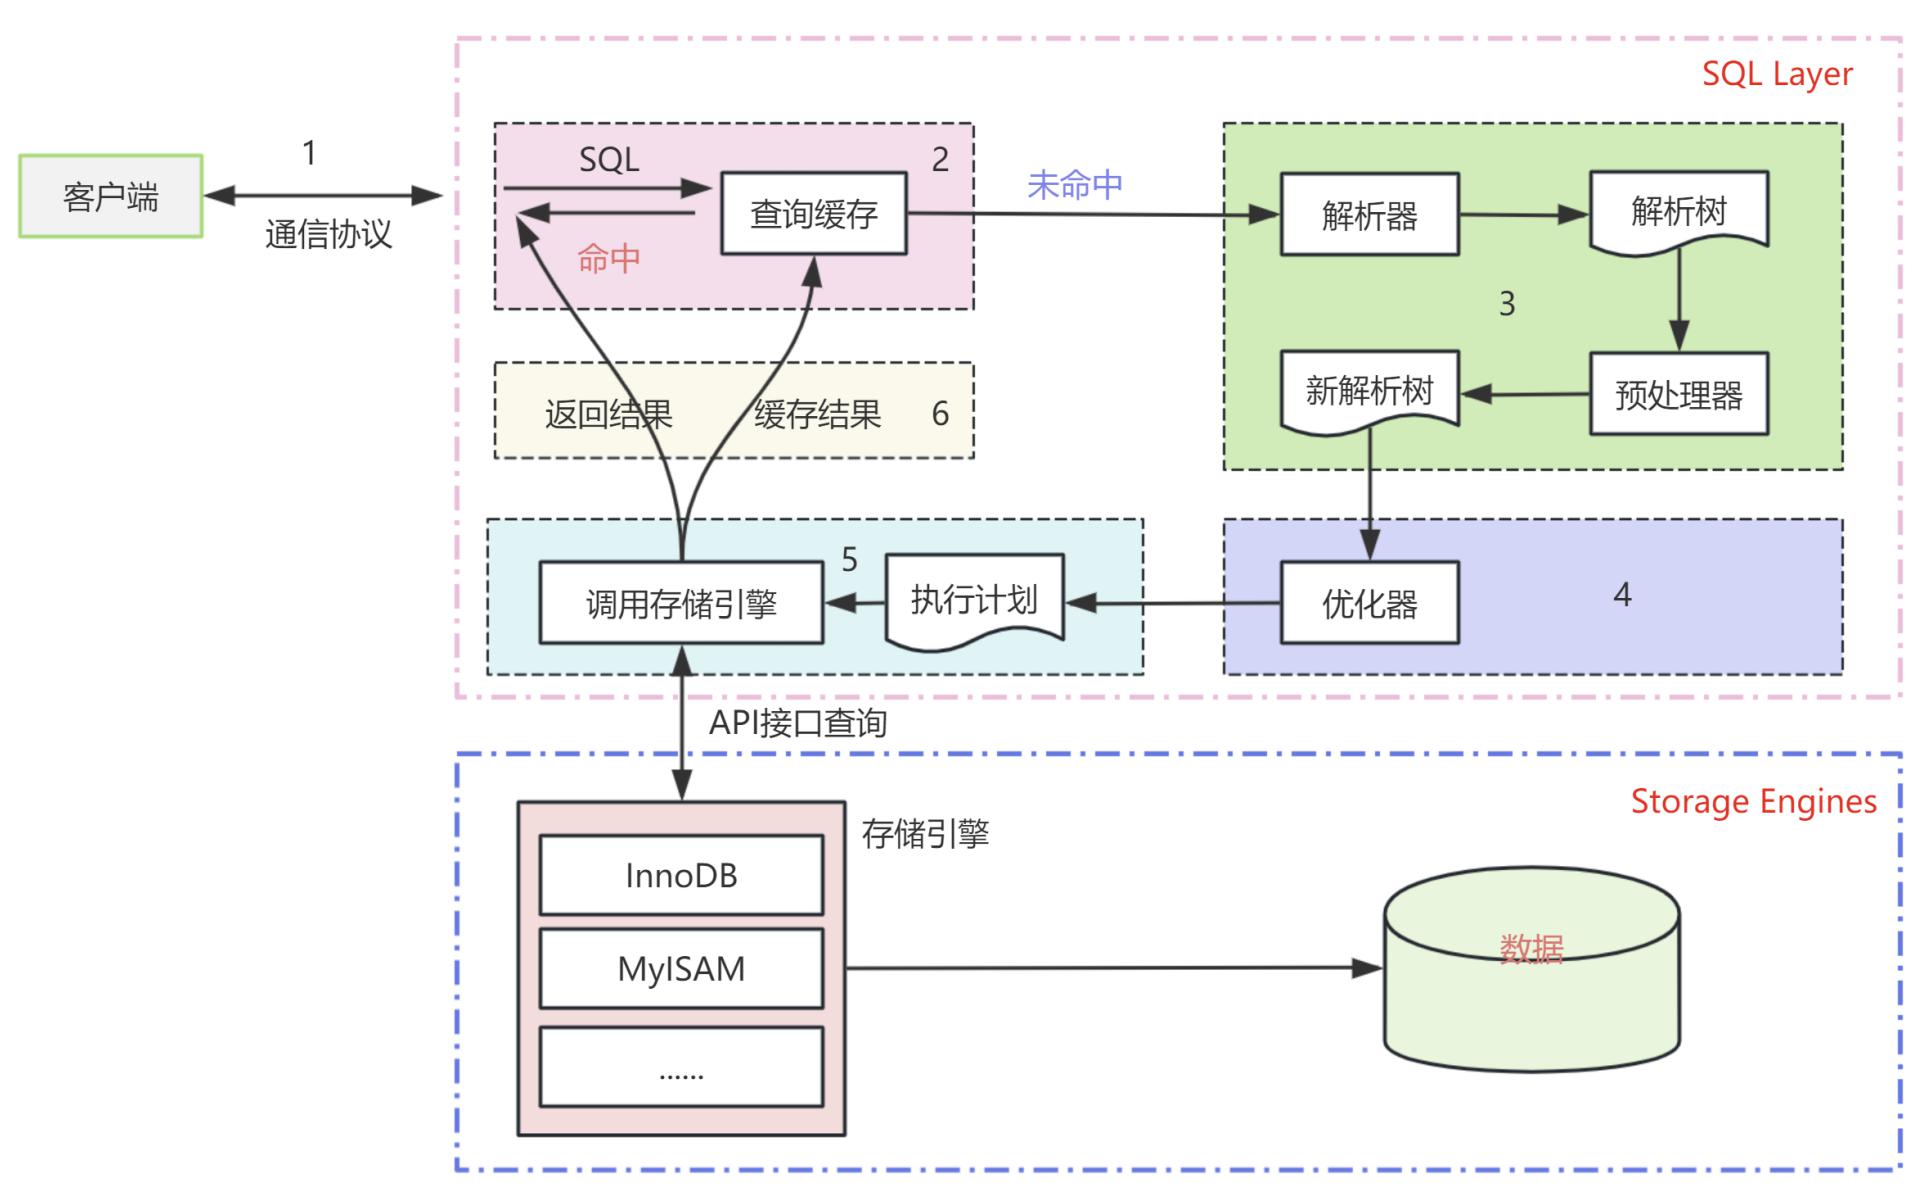 SQL Layer
1
客户端
通信协议
SQL
2
查询缓存
命中
未命中
解析器
解析树
3
新解析树
预处理器
返回结果
缓存结果
6
调用存储引擎
5
执行计划
优化器
4
API接口查询
Storage Engines
存储引擎
InnoDB
MyISAM
......
数据